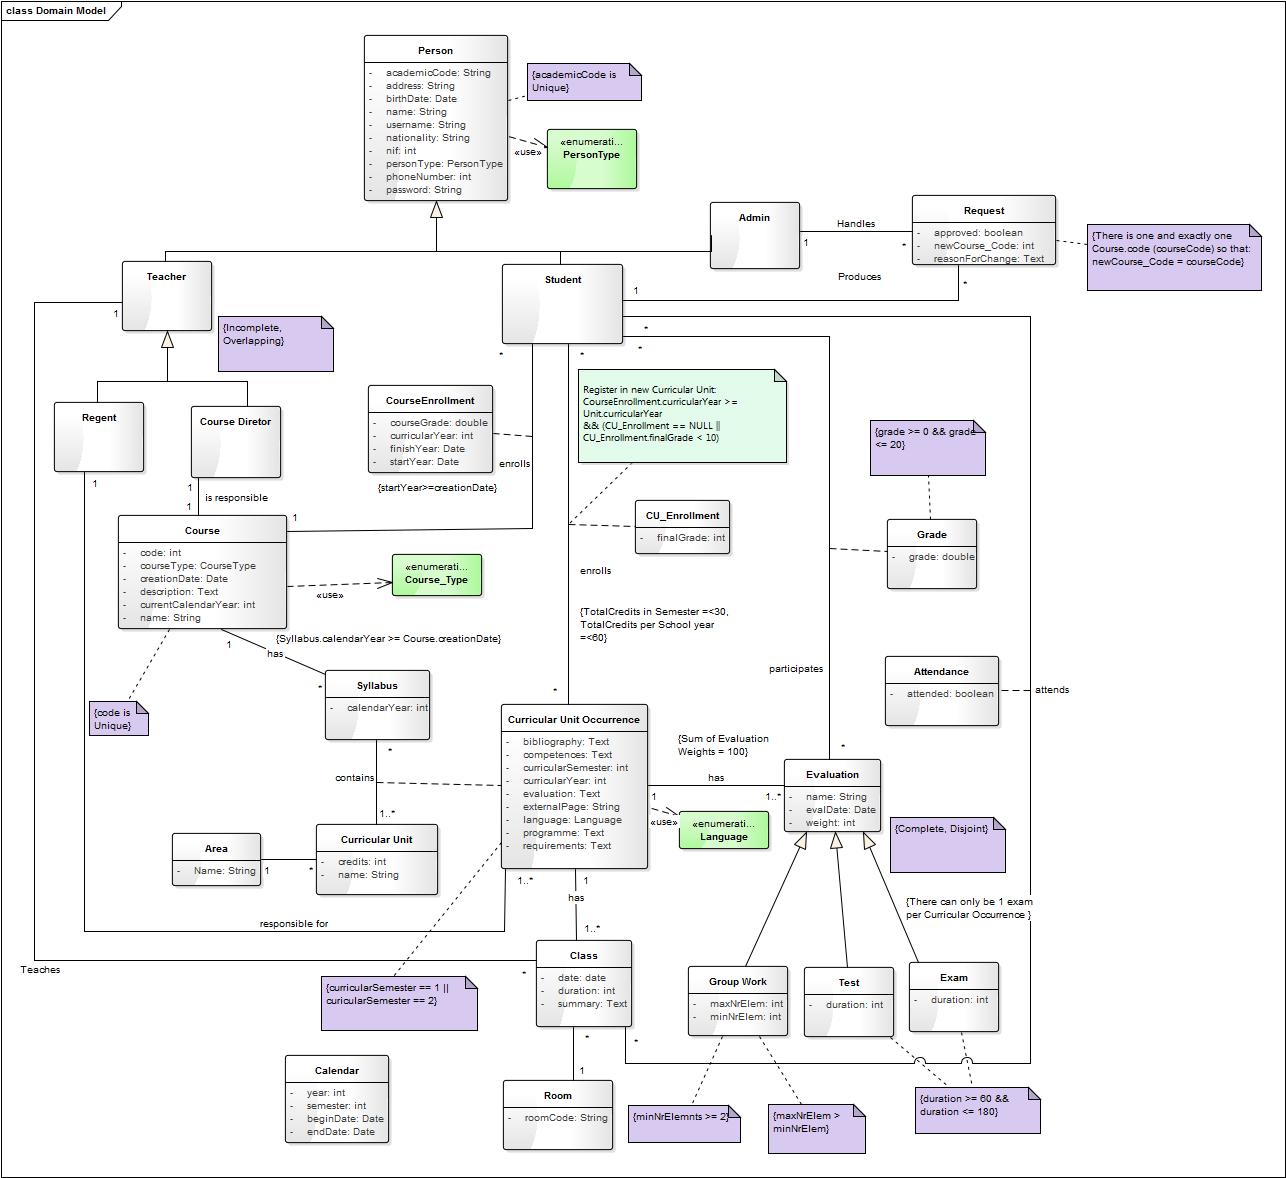 class Domain Model
Person
- academicCode: String
- address: String
- birthDate: Date
- name: String
- username: String
- nationality: String
- nif: int
- personType: PersonType
- phoneNumber: int
- password: String
{academicCode is
Unique}
«enumerati...
PersonType
«use»
Admin
Handles
1
*
Request
- approved: boolean
- newCourse_Code: int
- reasonForChange: Text
{There is one and exactly one
Course.code (courseCode) so that:
newCourse_Code = courseCode}
Produces
1
*
Teacher
1
{Incomplete,
Overlapping}
Student
*
*
*
*
Regent
1
Course Diretor
1
is responsible
1
CourseEnrollment
- courseGrade: double
- curricularYear: int
- finishYear: Date
- startYear: Date
enrolls
{startYear>=creationDate}
Register in new Curricular Unit:
CourseEnrollment.curricularYear >=
Unit.curricularYear
&& (CU_Enrollment == NULL ||
CU_Enrollment.finalGrade < 10)
{grade >= 0 && grade
<= 20}
CU_Enrollment
- finalGrade: int
Grade
- grade: double
1
Course
- code: int
- courseType: CourseType
- creationDate: Date
- description: Text
- currentCalendarYear: int
- name: String
«enumerati...
Course_Type
«use»
enrolls
{TotalCredits in Semester =<30,
TotalCredits per School year
=<60}
{Syllabus.calendarYear >= Course.creationDate}
1
has
*
{code is
Unique}
Syllabus
- calendarYear: int
*
contains
1..*
participates
Attendance
- attended: boolean
attends
*
Curricular Unit Occurrence
- bibliography: Text
- competences: Text
- curricularSemester: int
- curricularYear: int
- evaluation: Text
- externalPage: String
- language: Language
- programme: Text
- requirements: Text
{Sum of Evaluation
Weights = 100}
has
1
1..*
*
«use»
«enumerati...
Language
Evaluation
- name: String
- evalDate: Date
- weight: int
{Complete, Disjoint}
Area
- Name: String
1
*
Curricular Unit
- credits: int
- name: String
1..*
1
has
1..*
responsible for
{There can only be 1 exam
per Curricular Occurrence }
Teaches
*
Class
- date: date
- duration: int
- summary: Text
{curricularSemester == 1 ||
curicularSemester == 2}
Group Work
- maxNrElem: int
- minNrElem: int
Test
- duration: int
Exam
- duration: int
*
*
1
Calendar
- year: int
- semester: int
- beginDate: Date
- endDate: Date
Room
- roomCode: String
{minNrElemnts >= 2}
{maxNrElem >
minNrElem}
{duration >= 60 &&
duration <= 180}